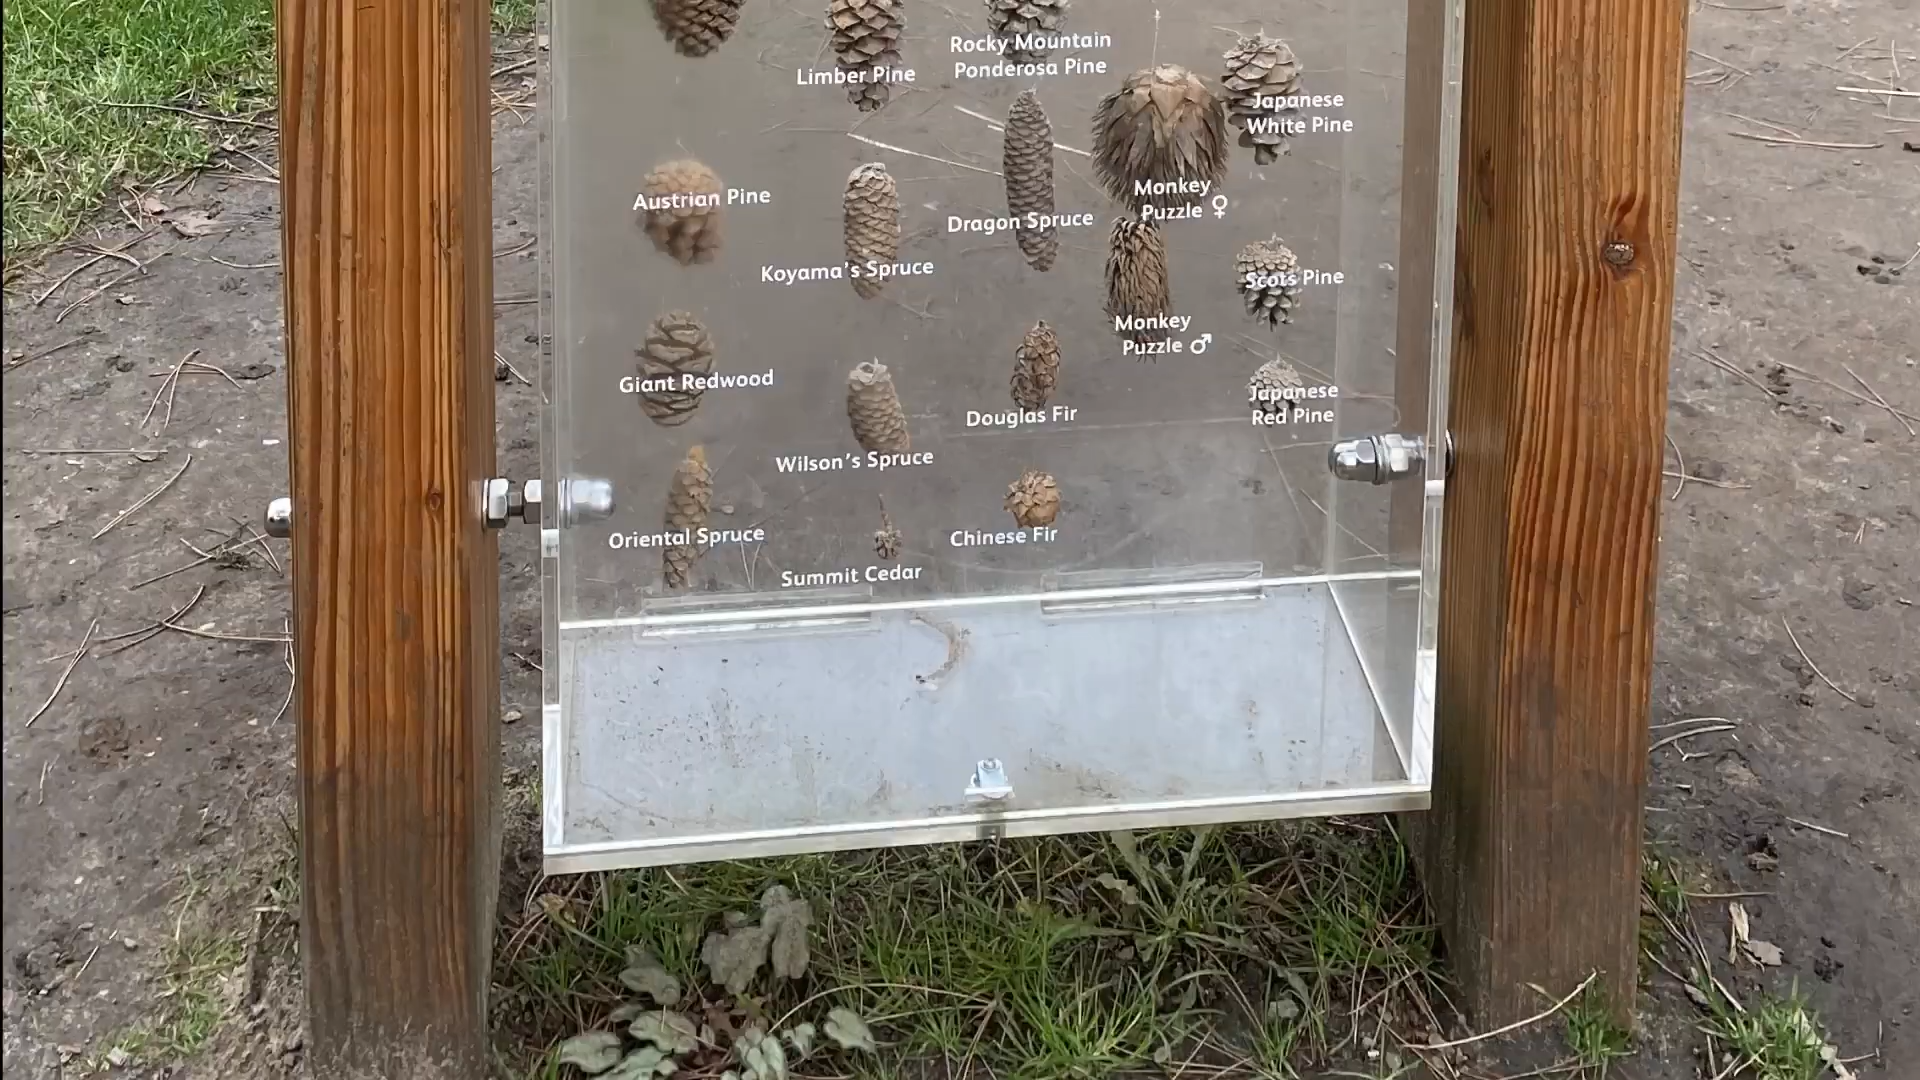 Limber Pine
Rocky Mountain
Ponderosa Pine
Japanese
White Pine
Austrian Pine
Koyama's Spruce
Dragon Spruce
Monkey
Puzzle ♀
Scots Pine
Monkey
Puzzle ♂
Giant Redwood
Wilson's Spruce
Douglas Fir
Japanese
Red Pine
Oriental Spruce
Summit Cedar
Chinese Fir